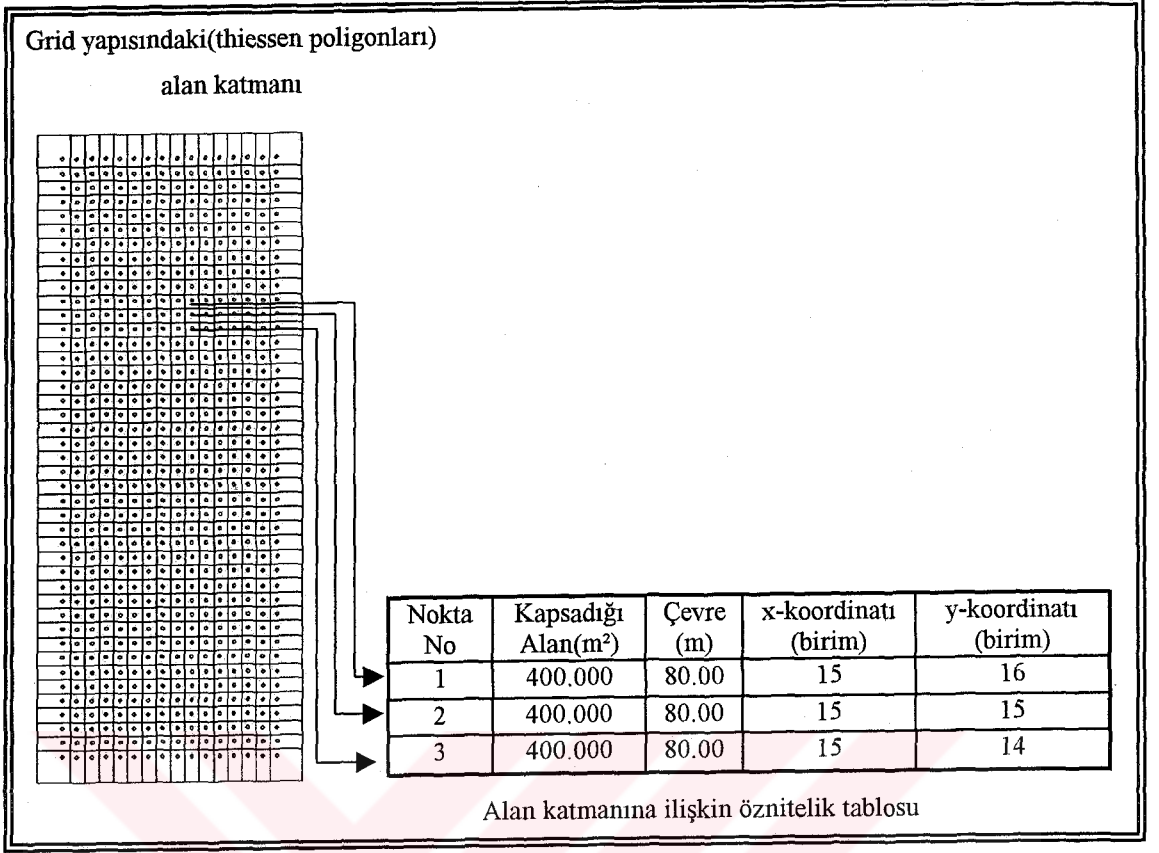 Grid yapısındaki(thiessen poligonları)
alan katmanı
Nokta No Kapsadığı Alan(m²) Çevre (m) x-koordinatı (birim) y-koordinatı (birim)
1 400.000 80.00 15 16
2 400.000 80.00 15 15
3 400.000 80.00 15 14
Alan katmanına ilişkin öznitelik tablosu